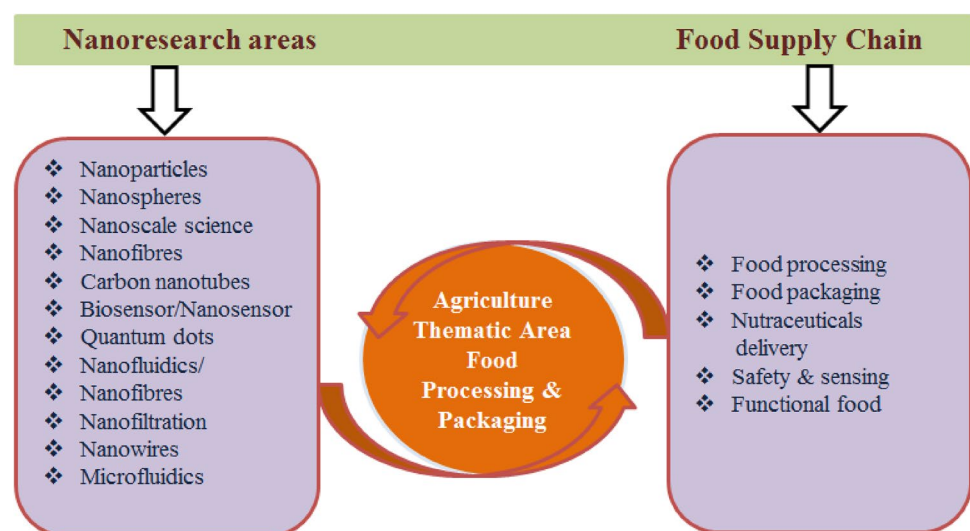 Nanoresearch areas
Food Supply Chain
❖ Nanoparticles
❖ Nanospheres
❖ Nanoscale science
❖ Nanofibres
❖ Carbon nanotubes
❖ Biosensor/Nanosensor
❖ Quantum dots
❖ Nanofluidics/
❖ Nanofibres
❖ Nanofiltration
❖ Nanowires
❖ Microfluidics
Agriculture
Thematic Area
Food
Processing &
Packaging
❖ Food processing
❖ Food packaging
❖ Nutraceuticals
delivery
❖ Safety & sensing
❖ Functional food